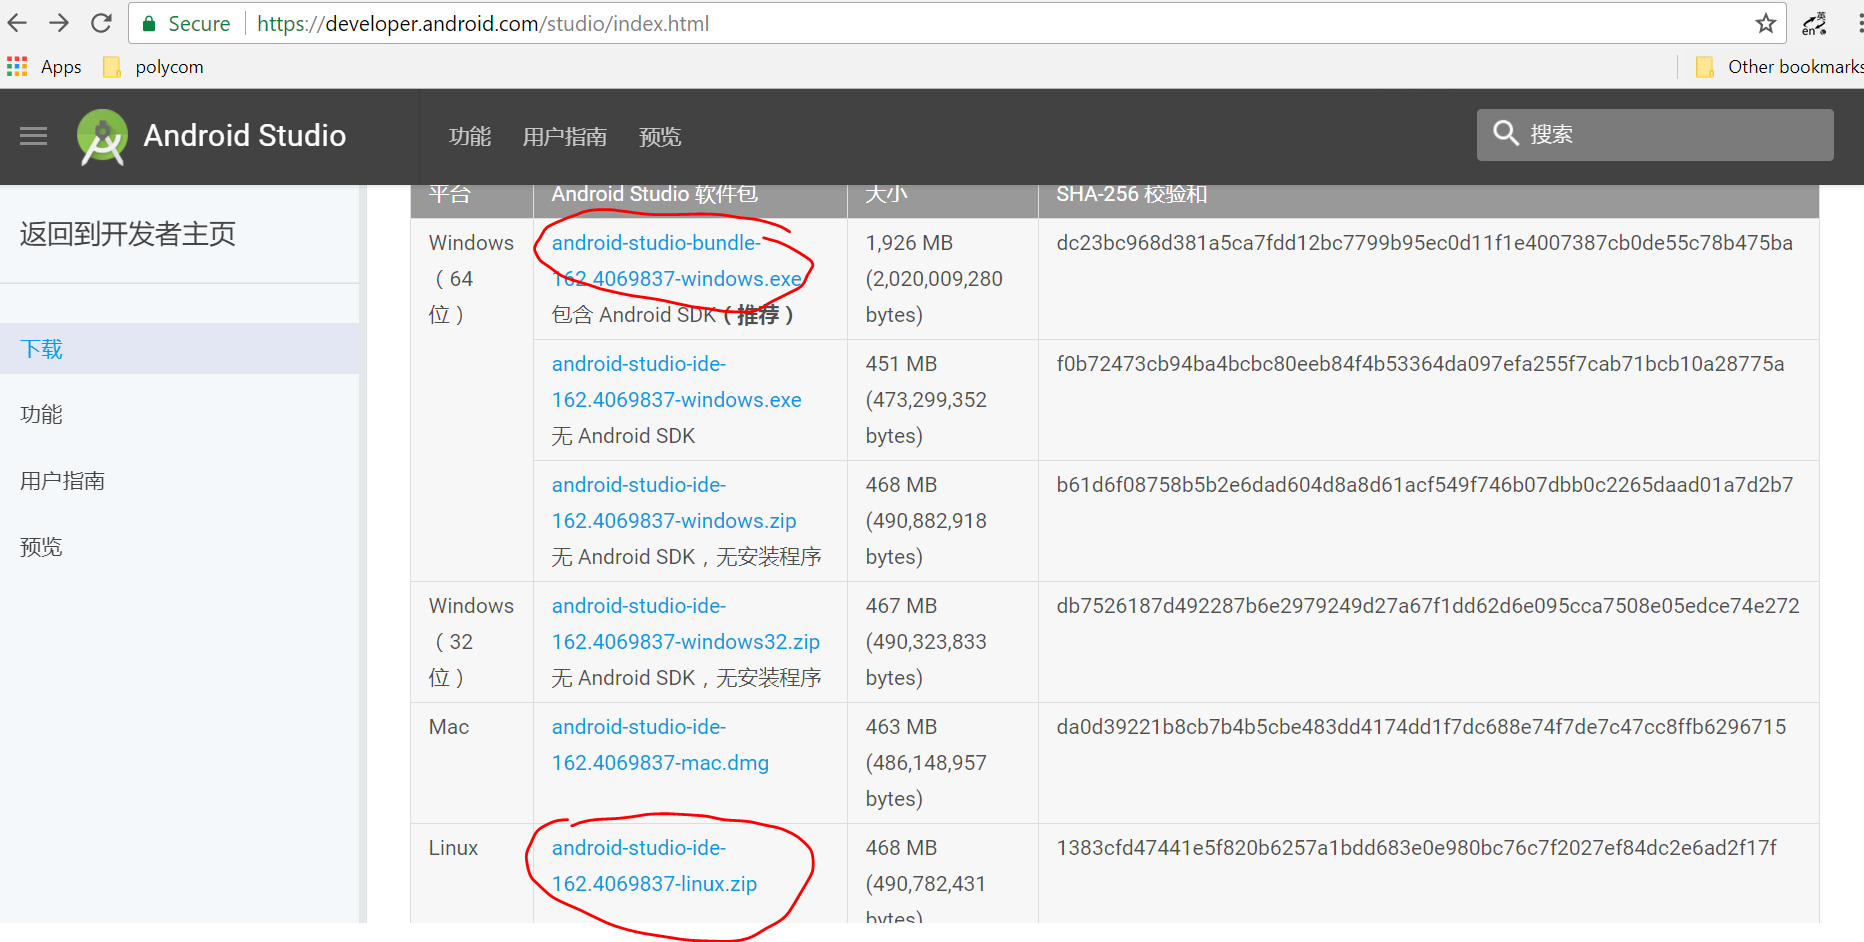 Secure https://developer.android.com/studio/index.html
Apps polycom Other bookmarks
Android Studio 功能 用户指南 预览 搜索
返回到开发者主页
下载
功能
用户指南
预览
平台 Android Studio 软件包 大小 SHA-256 校验和
Windows android-studio-bundle- 1,926 MB dc23bc968d381a5ca7fdd12bc7799b95ec0d11f1e4007387cb0de55c78b475ba
（64 162.4069837-windows.exe (2,020,009,280
位） 包含 Android SDK（推荐） bytes)
android-studio-ide- 451 MB f0b72473cb94ba4bcbc80eeb84f4b53364da097efa255f7cab71bcb10a28775a
162.4069837-windows.exe (473,299,352
无 Android SDK bytes)
android-studio-ide- 468 MB b61d6f08758b5b2e6dad604d8a8d61acf549f746b07dbb0c2265daad01a7d2b7
162.4069837-windows.zip (490,882,918
无 Android SDK，无安装程序 bytes)
Windows android-studio-ide- 467 MB db7526187d492287b6e2979249d27a67f1dd62d6e095cca7508e05edce74e272
（32 162.4069837-windows32.zip (490,323,833
位） 无 Android SDK，无安装程序 bytes)
Mac android-studio-ide- 463 MB da0d39221b8cb7b4b5cbe483dd4174dd1f7dc688e74f7de7c47cc8ffb6296715
162.4069837-mac.dmg (486,148,957
bytes)
Linux android-studio-ide- 468 MB 1383cfd47441e5f820b6257a1bdd683e0e980bc76c7f2027ef84dc2e6ad2f17f
162.4069837-linux.zip (490,782,431
bytes)